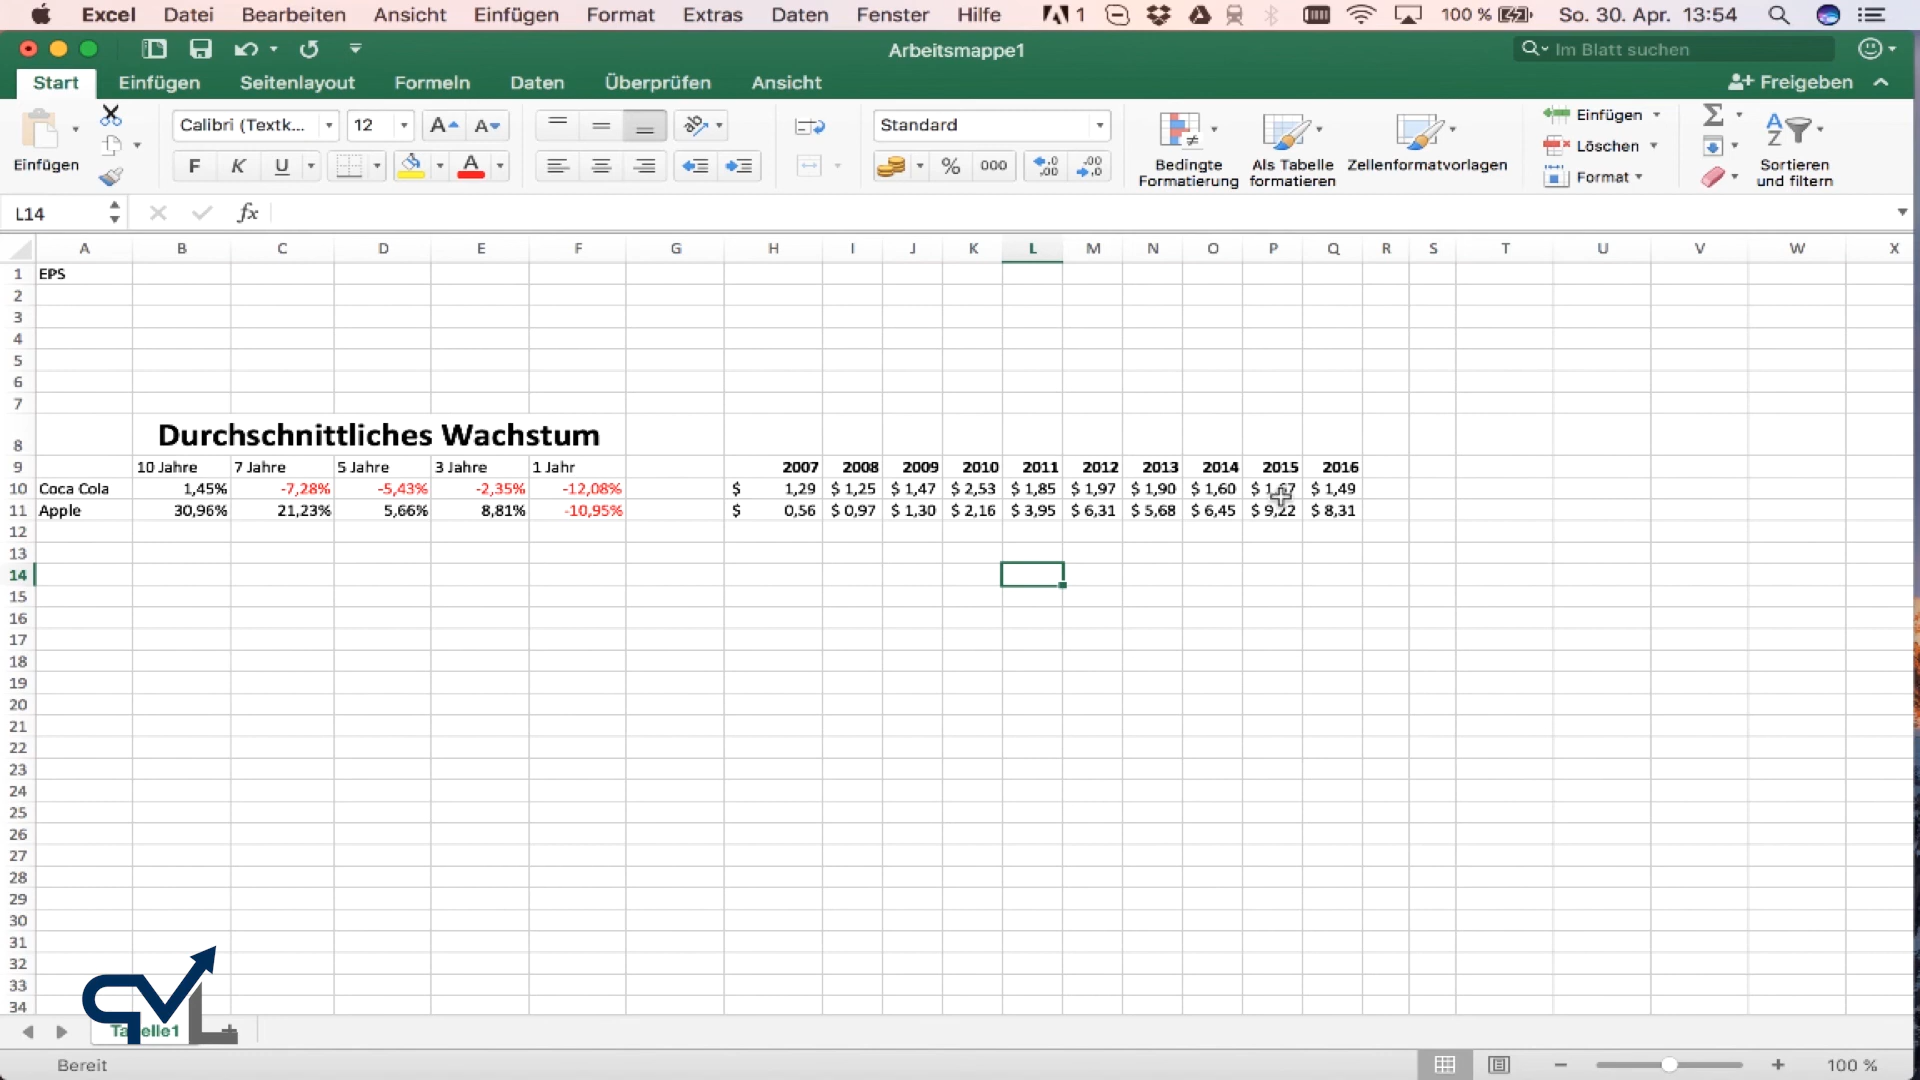 Excel Datei Bearbeiten Ansicht Einfügen Format Extras Daten Fenster Hilfe 1 100 % So. 30. Apr. 13:54
Arbeitsmappe1
Im Blatt suchen
Start Einfügen Seitenlayout Formeln Daten Überprüfen Ansicht
Freigeben
Einfügen
Calibri (Textk... 12 A A
F K U A
ab
Standard
% 000 ,0 ,00 ,00 ,0
Bedingte Formatierung
Als Tabelle formatieren
Zellenformatvorlagen
Einfügen
Löschen
Format
Σ
A Z
Sortieren und filtern
L14 fx
A B C D E F G H I J K L M N O P Q R S T U V W X
1 EPS
2
3
4
5
6
7
8 Durchschnittliches Wachstum
9 10 Jahre 7 Jahre 5 Jahre 3 Jahre 1 Jahr 2007 2008 2009 2010 2011 2012 2013 2014 2015 2016
10 Coca Cola 1,45% -7,28% -5,43% -2,35% -12,08% $ 1,29 $ 1,25 $ 1,47 $ 2,53 $ 1,85 $ 1,97 $ 1,90 $ 1,60 $ 1,67 $ 1,49
11 Apple 30,96% 21,23% 5,66% 8,81% -10,95% $ 0,56 $ 0,97 $ 1,30 $ 2,16 $ 3,95 $ 6,31 $ 5,68 $ 6,45 $ 9,22 $ 8,31
12
13
14
15
16
17
18
19
20
21
22
23
24
25
26
27
28
29
30
31
32
33
34
Tabelle1
Bereit 100 %